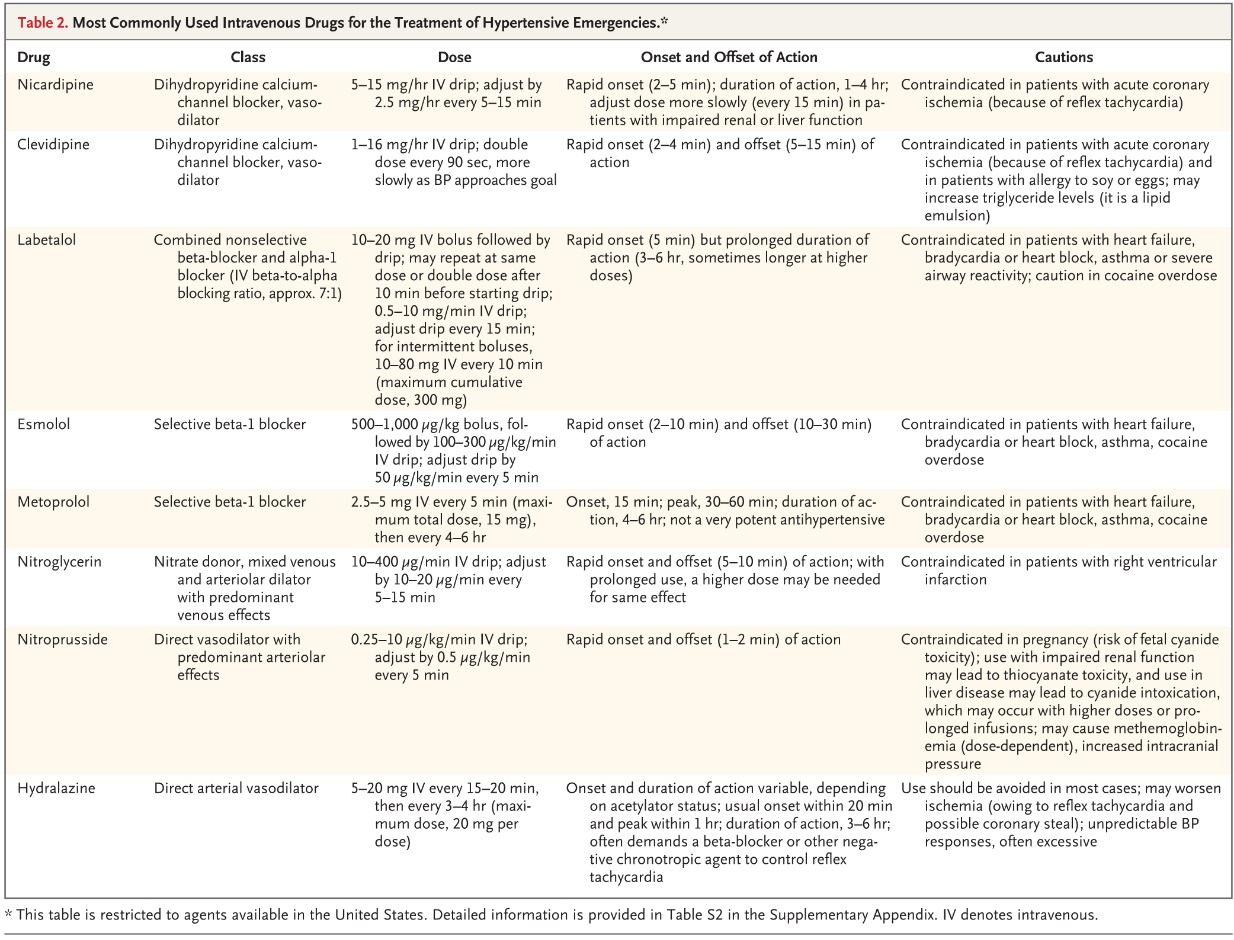 Table 2. Most Commonly Used Intravenous Drugs for the Treatment of Hypertensive Emergencies.*
Drug
Class
Dose
Onset and Offset of Action
Cautions
Nicardipine
Dihydropyridine calcium-
channel blocker, vaso-
dilator
5–15 mg/hr IV drip; adjust by
2.5 mg/hr every 5–15 min
Rapid onset (2–5 min); duration of action, 1–4 hr;
adjust dose more slowly (every 15 min) in pa-
tients with impaired renal or liver function
Contraindicated in patients with acute coronary
ischemia (because of reflex tachycardia)
Clevidipine
Dihydropyridine calcium-
channel blocker, vaso-
dilator
1–16 mg/hr IV drip; double
dose every 90 sec, more
slowly as BP approaches goal
Rapid onset (2–4 min) and offset (5–15 min) of
action
Contraindicated in patients with acute coronary
ischemia (because of reflex tachycardia) and
in patients with allergy to soy or eggs; may
increase triglyceride levels (it is a lipid
emulsion)
Labetalol
Combined nonselective
beta-blocker and alpha-1
blocker (IV beta-to-alpha
blocking ratio, approx. 7:1)
10–20 mg IV bolus followed by
drip; may repeat at same
dose or double dose after
10 min before starting drip;
0.5–10 mg/min IV drip;
adjust drip every 15 min;
for intermittent boluses,
10–80 mg IV every 10 min
(maximum cumulative
dose, 300 mg)
Rapid onset (5 min) but prolonged duration of
action (3–6 hr, sometimes longer at higher
doses)
Contraindicated in patients with heart failure,
bradycardia or heart block, asthma or severe
airway reactivity; caution in cocaine overdose
Esmolol
Selective beta-1 blocker
500–1,000 µg/kg bolus, fol-
lowed by 100–300 µg/kg/min
IV drip; adjust drip by
50 µg/kg/min every 5 min
Rapid onset (2–10 min) and offset (10–30 min)
of action
Contraindicated in patients with heart failure,
bradycardia or heart block, asthma, cocaine
overdose
Metoprolol
Selective beta-1 blocker
2.5–5 mg IV every 5 min (maxi-
mum total dose, 15 mg),
then every 4–6 hr
Onset, 15 min; peak, 30–60 min; duration of ac-
tion, 4–6 hr; not a very potent antihypertensive
Contraindicated in patients with heart failure,
bradycardia or heart block, asthma, cocaine
overdose
Nitroglycerin
Nitrate donor, mixed venous
and arteriolar dilator
with predominant
venous effects
10–400 µg/min IV drip; adjust
by 10–20 µg/min every
5–15 min
Rapid onset and offset (5–10 min) of action; with
prolonged use, a higher dose may be needed
for same effect
Contraindicated in patients with right ventricular
infarction
Nitroprusside
Direct vasodilator with
predominant arteriolar
effects
0.25–10 µg/kg/min IV drip;
adjust by 0.5 µg/kg/min
every 5 min
Rapid onset and offset (1–2 min) of action
Contraindicated in pregnancy (risk of fetal cyanide
toxicity); use with impaired renal function
may lead to thiocyanate toxicity, and use in
liver disease may lead to cyanide intoxication,
which may occur with higher doses or pro-
longed infusions; may cause methemoglobin-
emia (dose-dependent), increased intracranial
pressure
Hydralazine
Direct arterial vasodilator
5–20 mg IV every 15–20 min,
then every 3–4 hr (maxi-
mum dose, 20 mg per
dose)
Onset and duration of action variable, depending
on acetylator status; usual onset within 20 min
and peak within 1 hr; duration of action, 3–6 hr;
often demands a beta-blocker or other nega-
tive chronotropic agent to control reflex
tachycardia
Use should be avoided in most cases; may worsen
ischemia (owing to reflex tachycardia and
possible coronary steal); unpredictable BP
responses, often excessive
* This table is restricted to agents available in the United States. Detailed information is provided in Table S2 in the Supplementary Appendix. IV denotes intravenous.